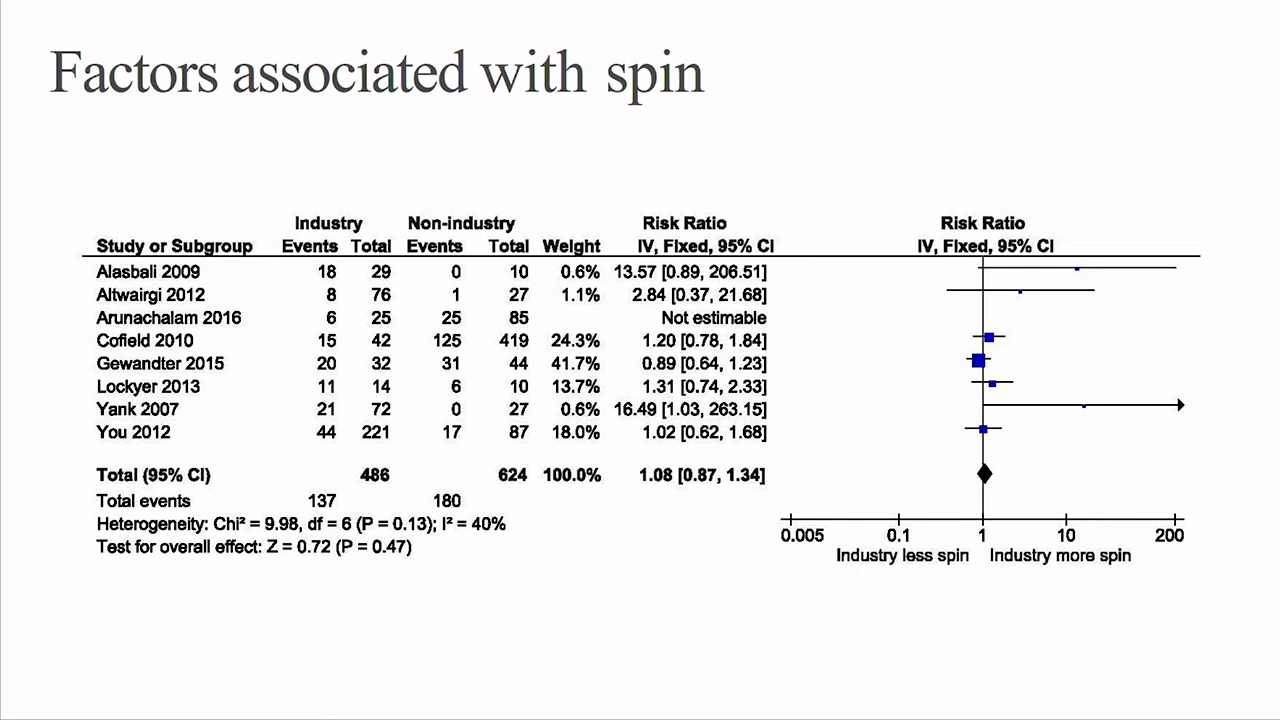 Factors associated with spin
Industry Non-industry Risk Ratio Risk Ratio
Study or Subgroup Events Total Events Total Weight IV, Fixed, 95% CI IV, Fixed, 95% CI
Alasbali 2009 18 29 0 10 0.6% 13.57 [0.89, 206.51]
Altwairgi 2012 8 76 1 27 1.1% 2.84 [0.37, 21.68]
Arunachalam 2016 6 25 25 85 Not estimable
Cofield 2010 15 42 125 419 24.3% 1.20 [0.78, 1.84]
Gewandter 2015 20 32 31 44 41.7% 0.89 [0.64, 1.23]
Lockyer 2013 11 14 6 10 13.7% 1.31 [0.74, 2.33]
Yank 2007 21 72 0 27 0.6% 16.49 [1.03, 263.15]
You 2012 44 221 17 87 18.0% 1.02 [0.62, 1.68]
Total (95% CI) 486 624 100.0% 1.08 [0.87, 1.34]
Total events 137 180
Heterogeneity: Chi² = 9.98, df = 6 (P = 0.13); I² = 40%
Test for overall effect: Z = 0.72 (P = 0.47)
0.005 0.1 1 10 200
Industry less spin Industry more spin